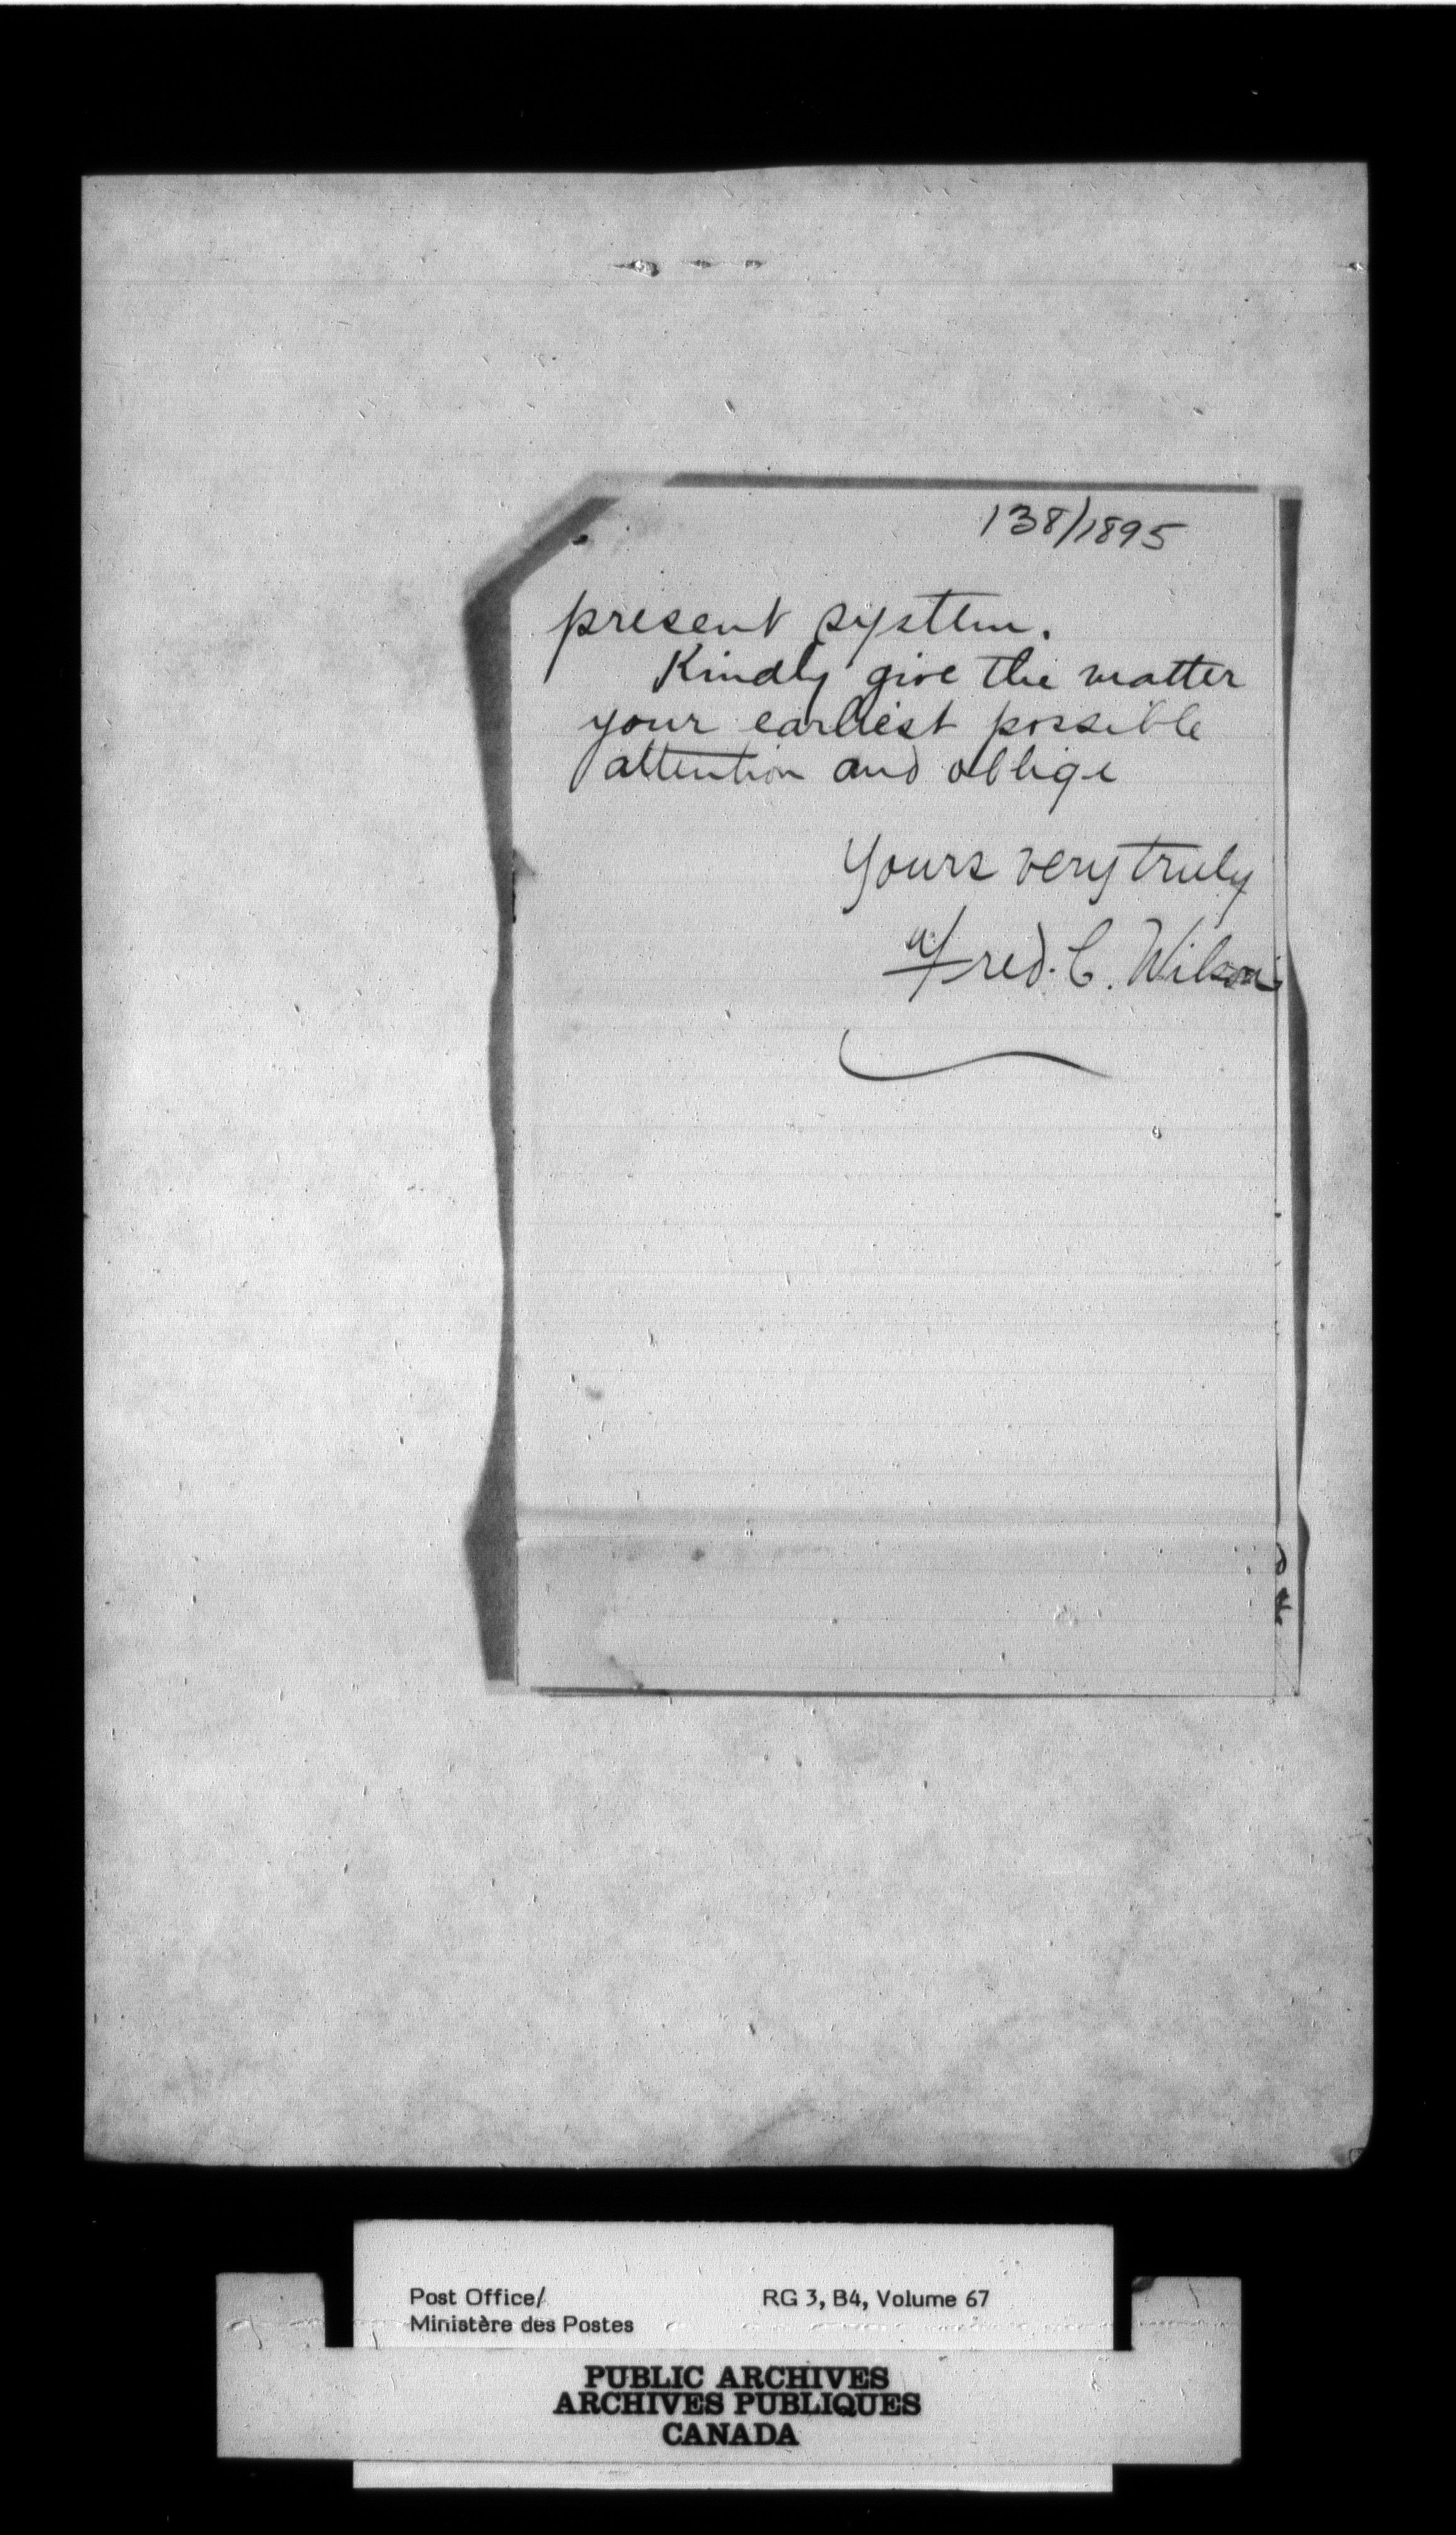 138/1895
present system.
Kindly give the matter
your earliest possible
attention and oblige
Yours very truly
Fred. C. Wilson
Post Office/
Ministère des Postes
RG 3, B4, Volume 67
PUBLIC ARCHIVES
ARCHIVES PUBLIQUES
CANADA